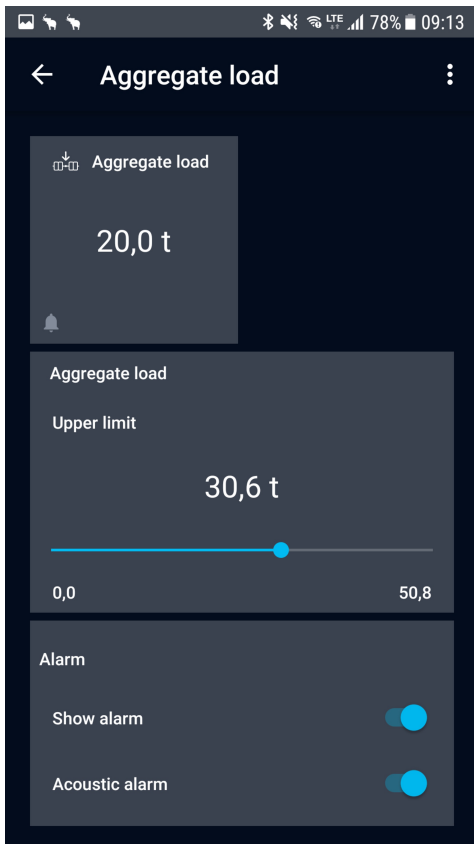 LTE 78% 09:13
Aggregate load
Aggregate load
20,0 t
Aggregate load
Upper limit
30,6 t
0,0 50,8
Alarm
Show alarm
Acoustic alarm